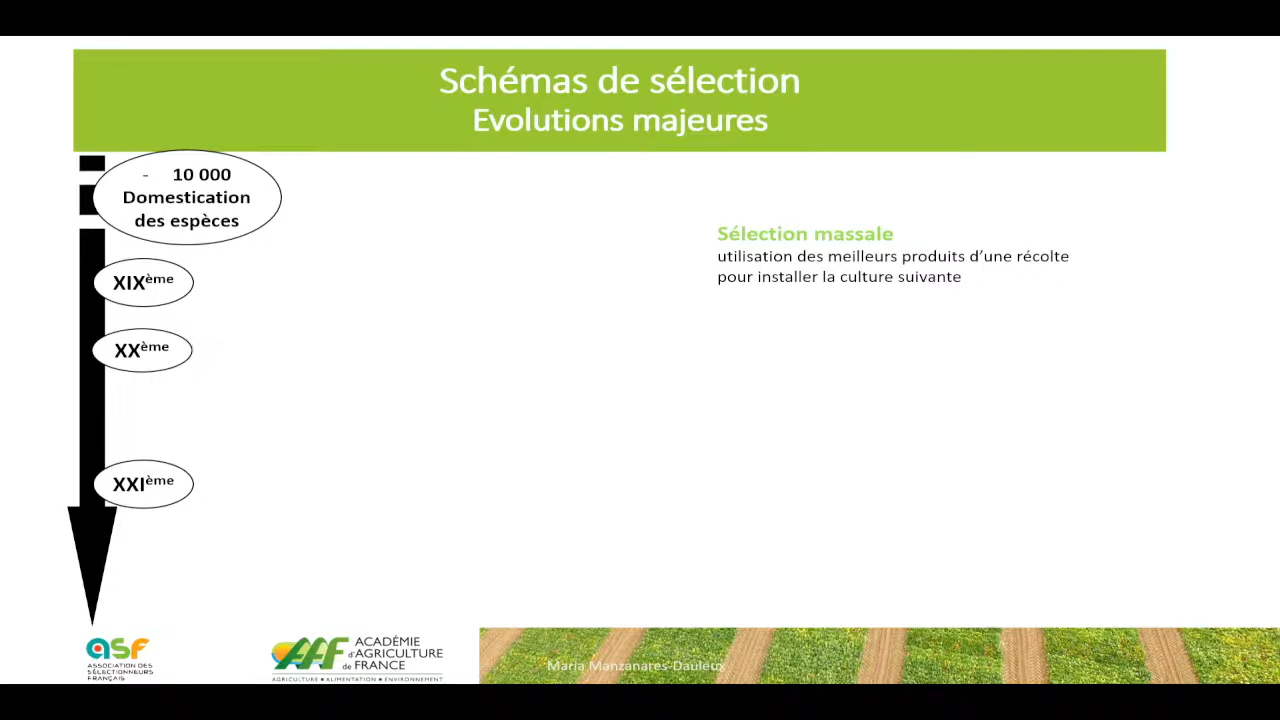 Schémas de sélection
Evolutions majeures
- 10 000
Domestication
des espèces
Sélection massale
utilisation des meilleurs produits d’une récolte
pour installer la culture suivante
XIXème
XXème
XXIème
asf
ASSOCIATION DES
SÉLECTIONNEURS
FRANÇAIS
AAF
ACADÉMIE
d'AGRICULTURE
de FRANCE
AGRICULTURE ■ ALIMENTATION ■ ENVIRONNEMENT
Maria Manzanares-Dauleux